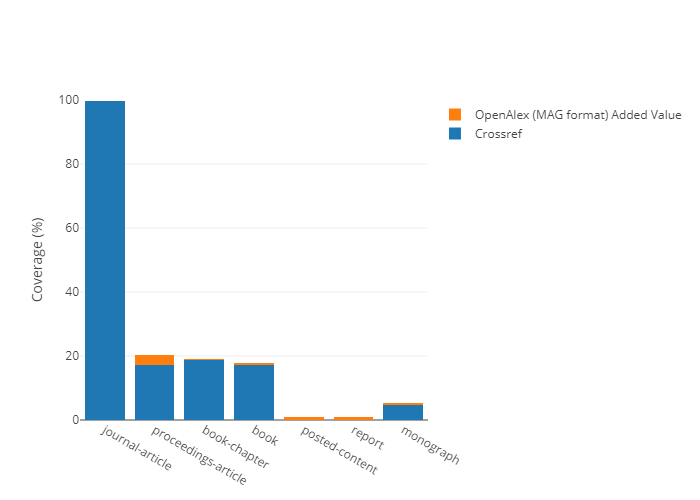 OpenAlex (MAG format) Added Value
Crossref
Coverage (%)
100
80
60
40
20
0
journal-article
proceedings-article
book-chapter
book
posted-content
report
monograph